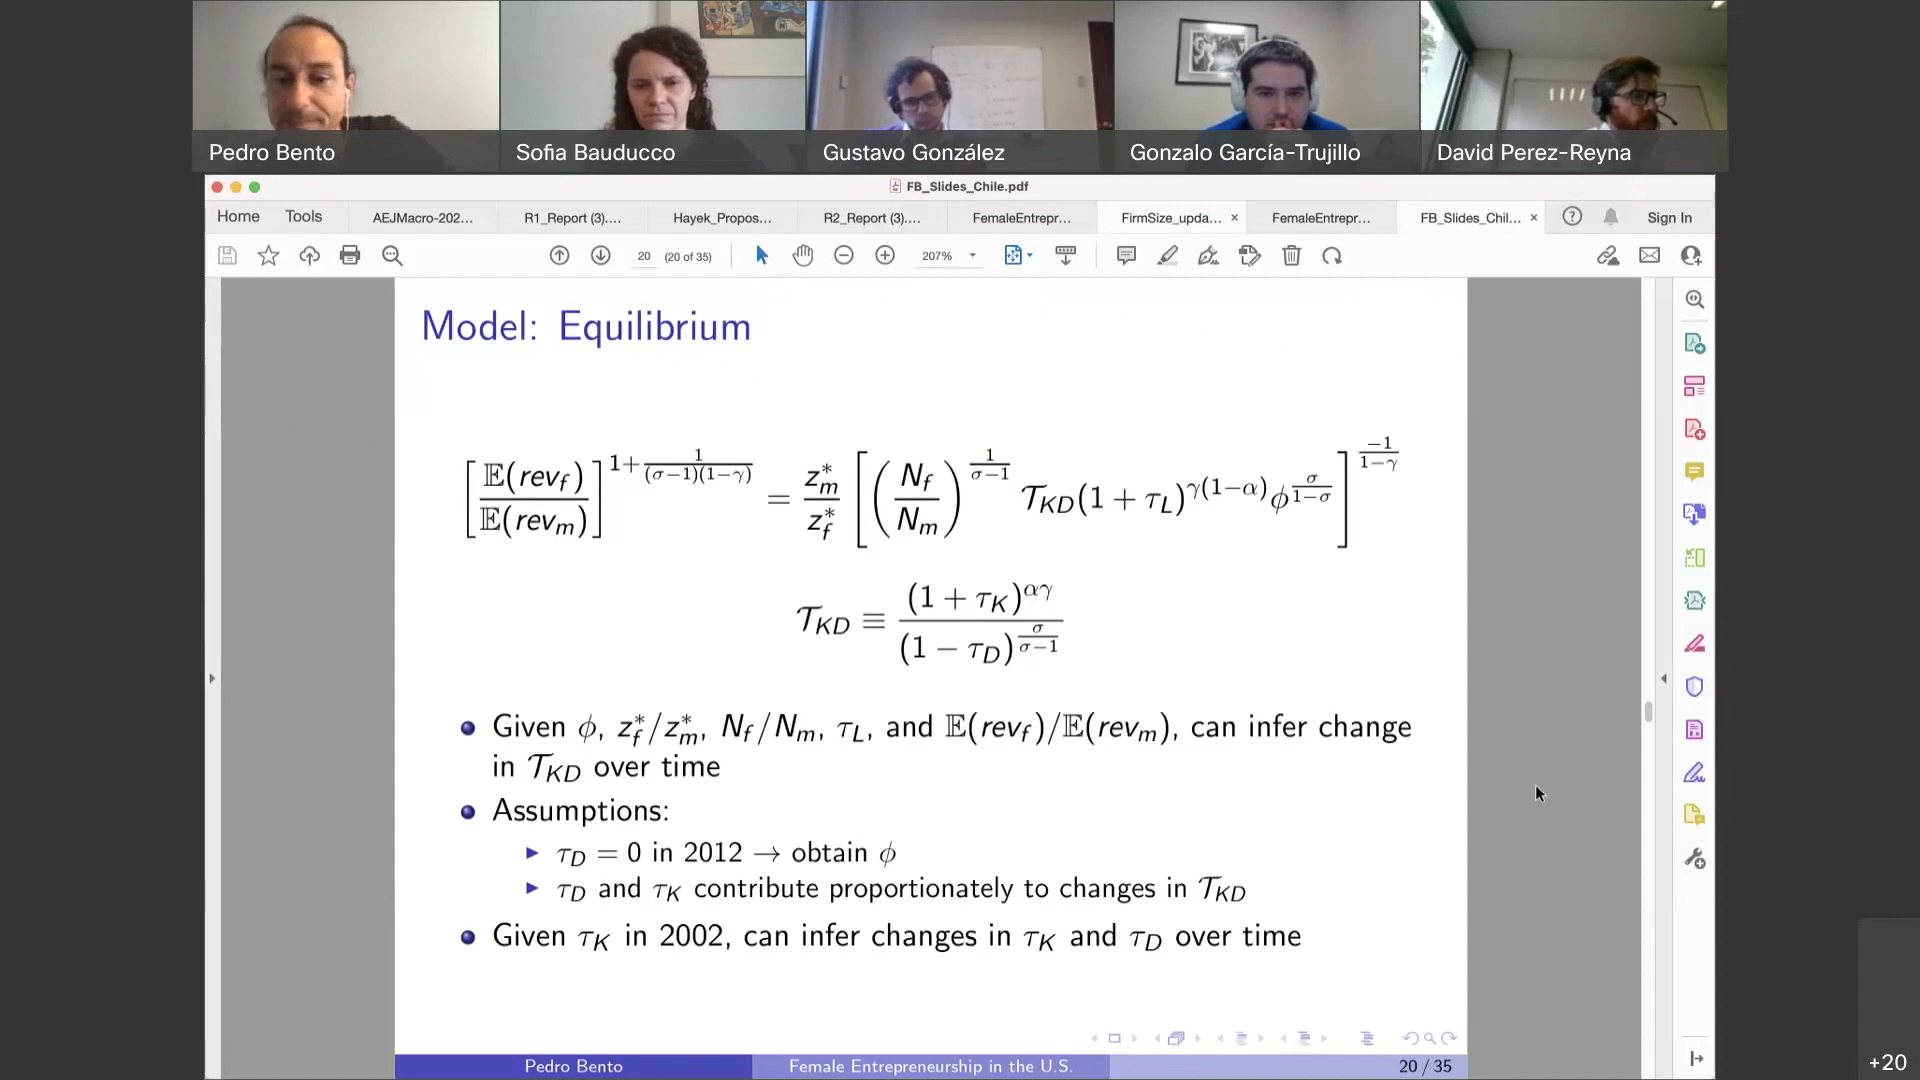 Pedro Bento
Sofia Bauducco
Gustavo González
Gonzalo García-Trujillo
David Perez-Reyna
FB_Slides_Chile.pdf
Home Tools AEJMacro-202... R1_Report (3).... Hayek_Propos... R2_Report (3).... FemaleEntrepr... FirmSize_upda... × FemaleEntrepr... FB_Slides_Chil... × Sign In
20 (20 of 35) 207%
Model: Equilibrium
[𝔼(rev_f)/𝔼(rev_m)]^{1+1/((σ−1)(1−γ))} = z*_m/z*_f [(N_f/N_m)^{1/(σ−1)} 𝒯_KD(1 + τ_L)^{γ(1−α)}ϕ^{σ/(1−σ)}]^{−1/(1−γ)}
𝒯_KD ≡ (1 + τ_K)^{αγ}/(1 − τ_D)^{σ/(σ−1)}
• Given ϕ, z*_f/z*_m, N_f/N_m, τ_L, and 𝔼(rev_f)/𝔼(rev_m), can infer change
in 𝒯_KD over time
• Assumptions:
▶ τ_D = 0 in 2012 → obtain ϕ
▶ τ_D and τ_K contribute proportionately to changes in 𝒯_KD
• Given τ_K in 2002, can infer changes in τ_K and τ_D over time
Pedro Bento Female Entrepreneurship in the U.S. 20 / 35
+20